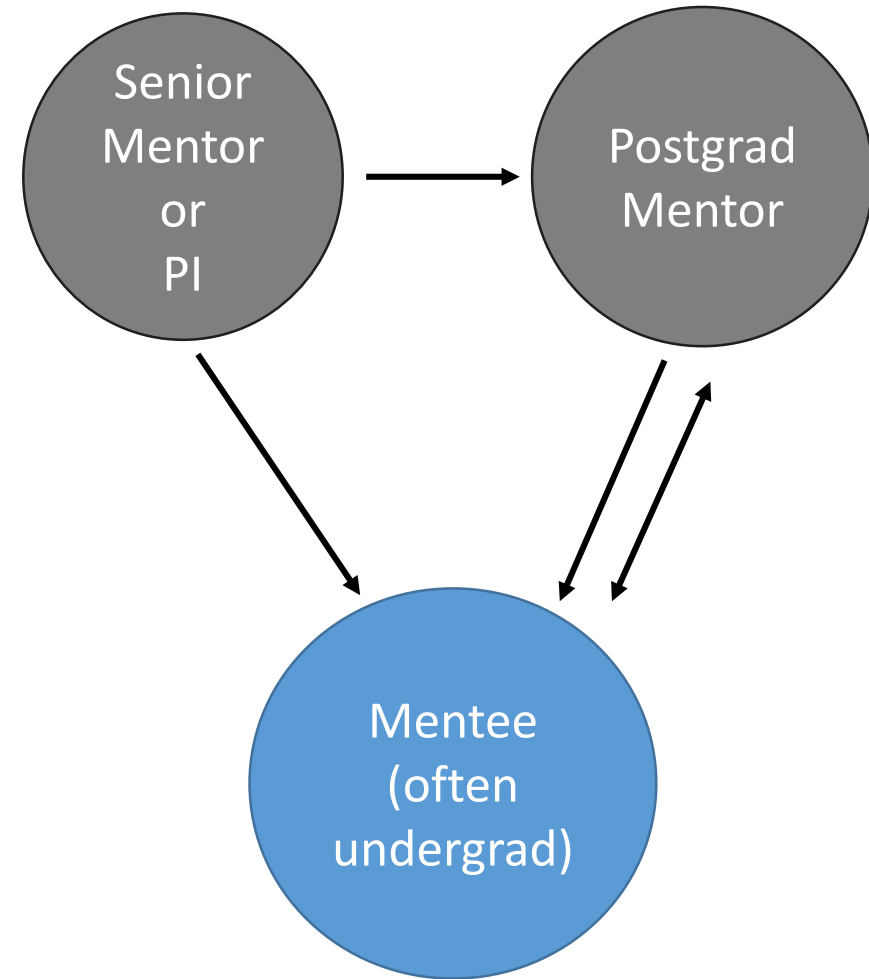 Senior
Mentor
or
PI
Postgrad
Mentor
Mentee
(often
undergrad)